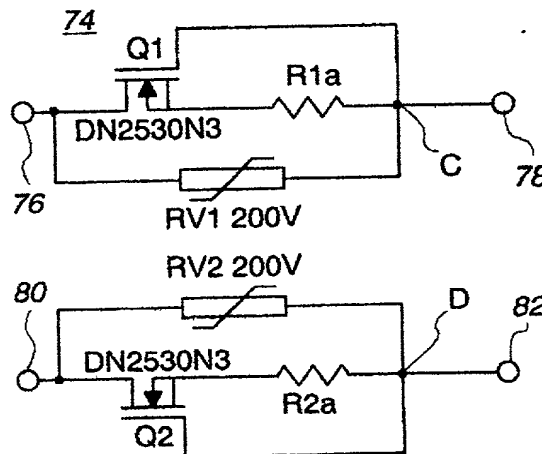 74
Q1
R1a
DN2530N3
C
76
78
RV1 200V
RV2 200V
80
D
82
DN2530N3
R2a
Q2